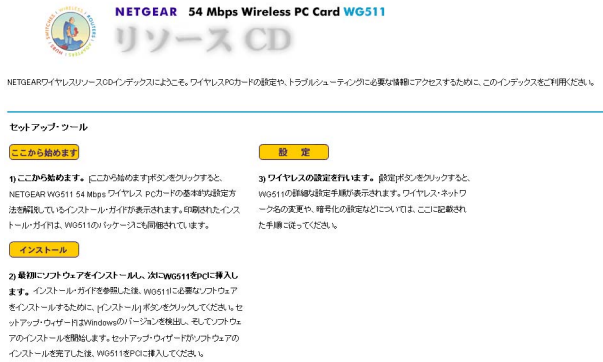 NETGEAR 54 Mbps Wireless PC Card WG511
リソース CD
NETGEARワイヤレスリソースCDインデックスにようこそ。ワイヤレスPCカードの設定や、トラブルシューティングに必要な情報にアクセスするために、このインデックスをご利用ください。
セットアップ・ツール
ここから始めます
1) ここから始めます。[ここから始めます]ボタンをクリックすると、
NETGEAR WG511 54 Mbps ワイヤレス PCカードの基本的な設定方
法を解説しているインストール・ガイドが表示されます。印刷されたインス
トール・ガイドは、WG511のパッケージにも同梱されています。
インストール
2) 最初にソフトウェアをインストールし、次にWG511をPCに挿入し
ます。インストール・ガイドを参照した後、WG511に必要なソフトウェア
をインストールするために、[インストール]ボタンをクリックしてください。セ
ットアップ・ウィザードはWindowsのバージョンを検出し、そしてソフトウェ
アのインストールを開始します。セットアップ・ウィザードがソフトウェアの
インストールを完了した後、WG511をPCに挿入してください。
設 定
3) ワイヤレスの設定を行います。[設定]ボタンをクリックすると、
WG511の詳細な設定手順が表示されます。ワイヤレス・ネットワ
ーク名の変更や、暗号化の設定などについては、ここに記載され
た手順に従ってください。